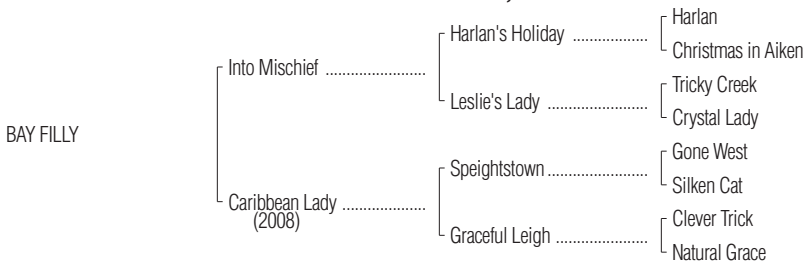 Harlan
Harlan's Holiday ..................
Christmas in Aiken
Into Mischief ........................
Tricky Creek
Leslie's Lady ........................
Crystal Lady
BAY FILLY
Gone West
Speightstown ........................
Silken Cat
Caribbean Lady ....................
(2008)
Clever Trick
Graceful Leigh ......................
Natural Grace